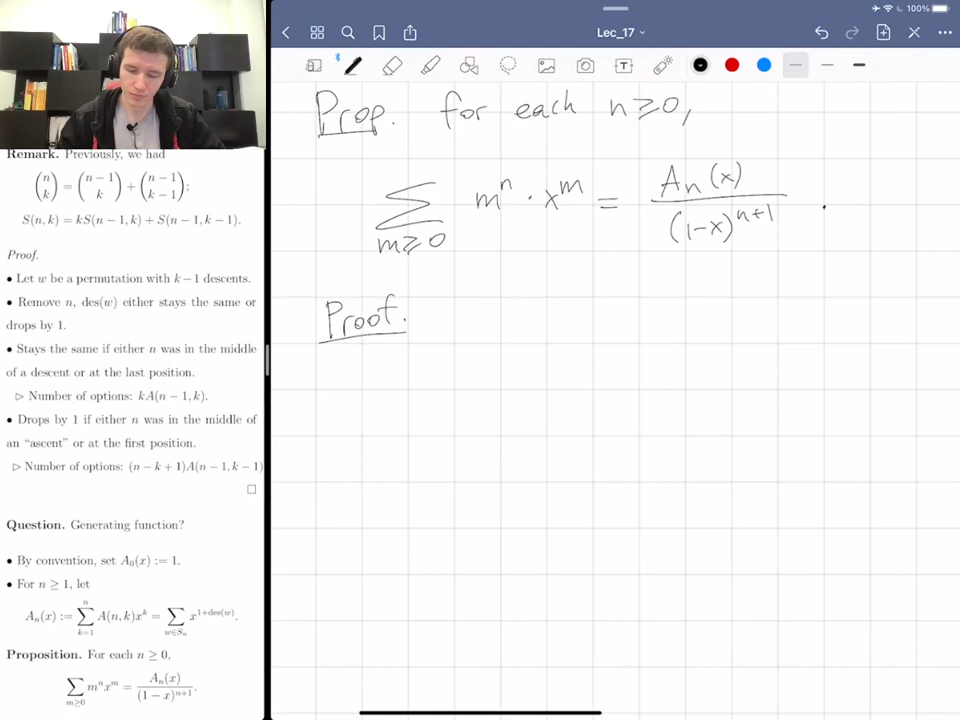 100%
Lec_17
Remark. Previously, we had
(n k) = (n−1 k) + (n−1 k−1);
S(n, k) = kS(n − 1, k) + S(n − 1, k − 1).
Proof.
• Let w be a permutation with k − 1 descents.
• Remove n, des(w) either stays the same or
drops by 1.
• Stays the same if either n was in the middle
of a descent or at the last position.
▷ Number of options: kA(n − 1, k).
• Drops by 1 if either n was in the middle of
an “ascent” or at the first position.
▷ Number of options: (n − k + 1)A(n − 1, k − 1)
□
Question. Generating function?
• By convention, set A₀(x) := 1.
• For n ≥ 1, let
Aₙ(x) := ∑_{k=1}^{n} A(n, k)x^k = ∑_{w∈Sₙ} x^{1+des(w)}.
Proposition. For each n ≥ 0,
∑_{m≥0} m^n x^m = Aₙ(x) / (1 − x)^{n+1}.
Prop. for each n ≥ 0,
∑_{m≥0} m^n · x^m = Aₙ(x) / (1−x)^{n+1} .
Proof.